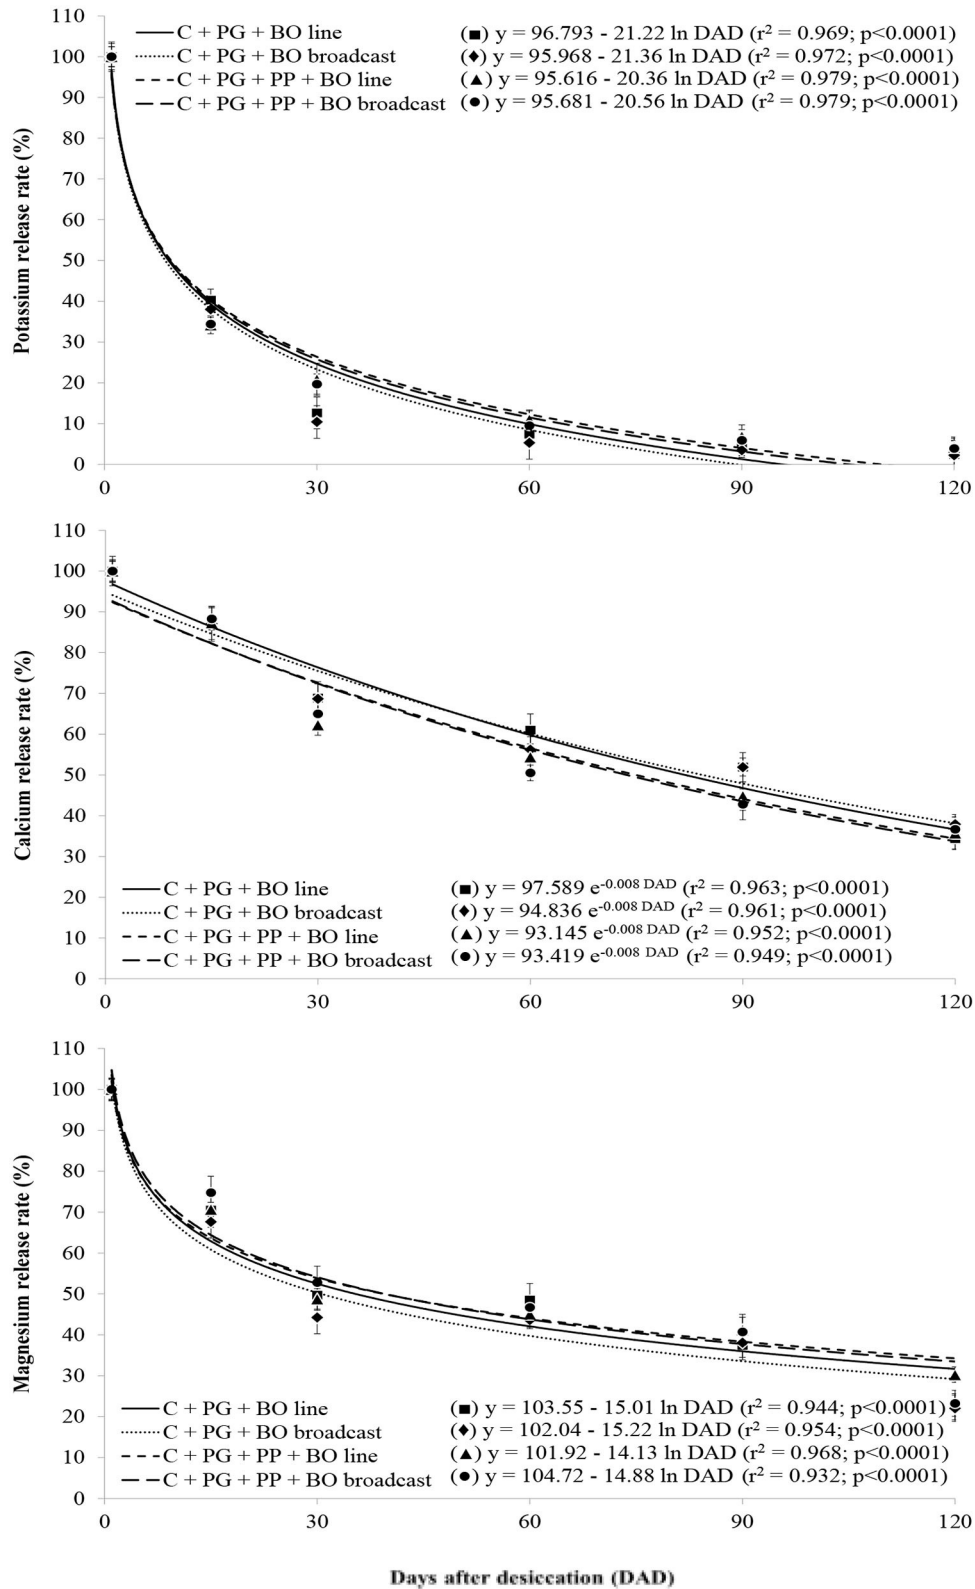 C + PG + BO line (■) y = 96.793 - 21.22 ln DAD (r² = 0.969; p<0.0001)
C + PG + BO broadcast (◆) y = 95.968 - 21.36 ln DAD (r² = 0.972; p<0.0001)
C + PG + PP + BO line (▲) y = 95.616 - 20.36 ln DAD (r² = 0.979; p<0.0001)
C + PG + PP + BO broadcast (●) y = 95.681 - 20.56 ln DAD (r² = 0.979; p<0.0001)
Potassium release rate (%)
110
100
90
80
70
60
50
40
30
20
10
0
0 30 60 90 120
Calcium release rate (%)
110
100
90
80
70
60
50
40
30
20
10
0
C + PG + BO line (■) y = 97.589 e⁻⁰·⁰⁰⁸ ᴰᴬᴰ (r² = 0.963; p<0.0001)
C + PG + BO broadcast (◆) y = 94.836 e⁻⁰·⁰⁰⁸ ᴰᴬᴰ (r² = 0.961; p<0.0001)
C + PG + PP + BO line (▲) y = 93.145 e⁻⁰·⁰⁰⁸ ᴰᴬᴰ (r² = 0.952; p<0.0001)
C + PG + PP + BO broadcast (●) y = 93.419 e⁻⁰·⁰⁰⁸ ᴰᴬᴰ (r² = 0.949; p<0.0001)
0 30 60 90 120
Magnesium release rate (%)
110
100
90
80
70
60
50
40
30
20
10
0
C + PG + BO line (■) y = 103.55 - 15.01 ln DAD (r² = 0.944; p<0.0001)
C + PG + BO broadcast (◆) y = 102.04 - 15.22 ln DAD (r² = 0.954; p<0.0001)
C + PG + PP + BO line (▲) y = 101.92 - 14.13 ln DAD (r² = 0.968; p<0.0001)
C + PG + PP + BO broadcast (●) y = 104.72 - 14.88 ln DAD (r² = 0.932; p<0.0001)
0 30 60 90 120
Days after desiccation (DAD)